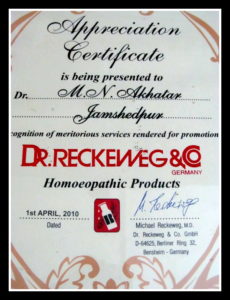 Appreciation
Certificate
is being presented to
Dr. M.N. Akhatar
Jamshedpur
cognition of meritorious services rendered for promotion
DR. RECKEWEG & CO
GERMANY
Homoeopathic Products
1st APRIL, 2010
Dated
M. Reckeweg
Michael Reckeweg, M.D.
Dr. Reckeweg & Co. GmbH
D-64625, Berliner Ring 32,
Bensheim - Germany